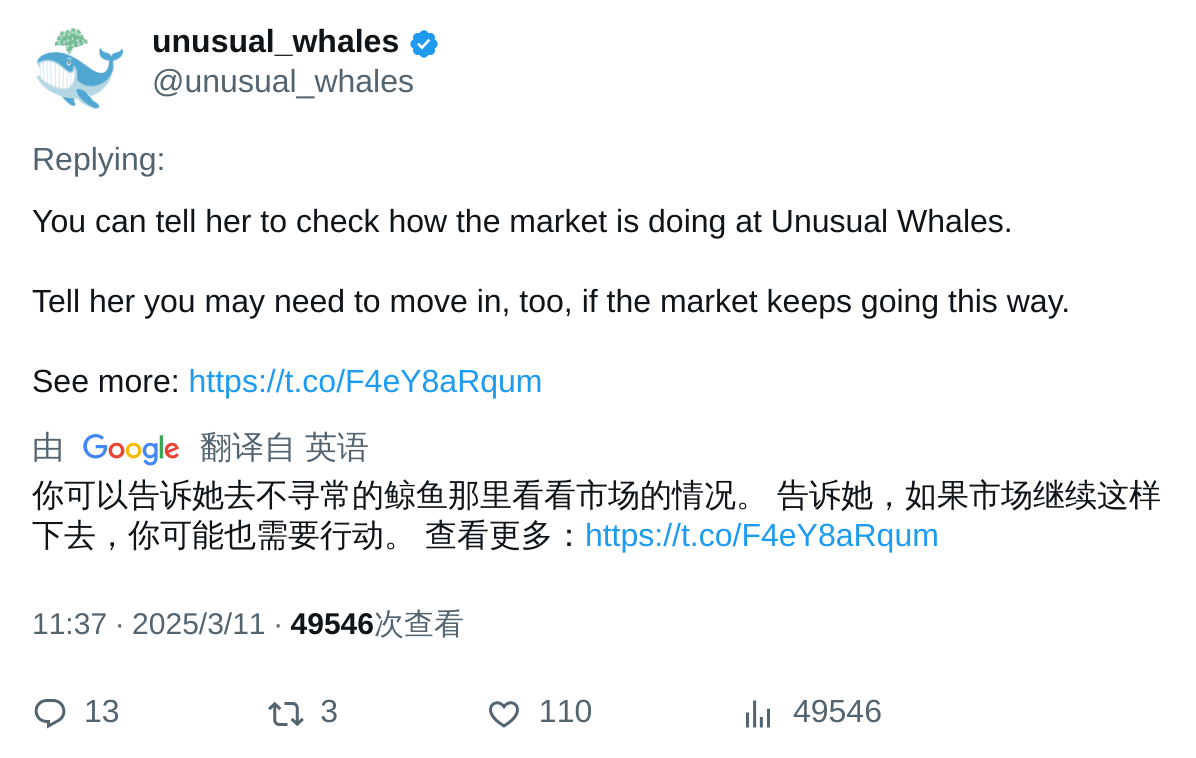 unusual_whales
@unusual_whales
Replying:
You can tell her to check how the market is doing at Unusual Whales.
Tell her you may need to move in, too, if the market keeps going this way.
See more: https://t.co/F4eY8aRqum
由 Google 翻译自 英语
你可以告诉她去不寻常的鲸鱼那里看看市场的情况。 告诉她，如果市场继续这样
下去，你可能也需要行动。 查看更多：https://t.co/F4eY8aRqum
11:37 · 2025/3/11 · 49546次查看
13 3 110 49546